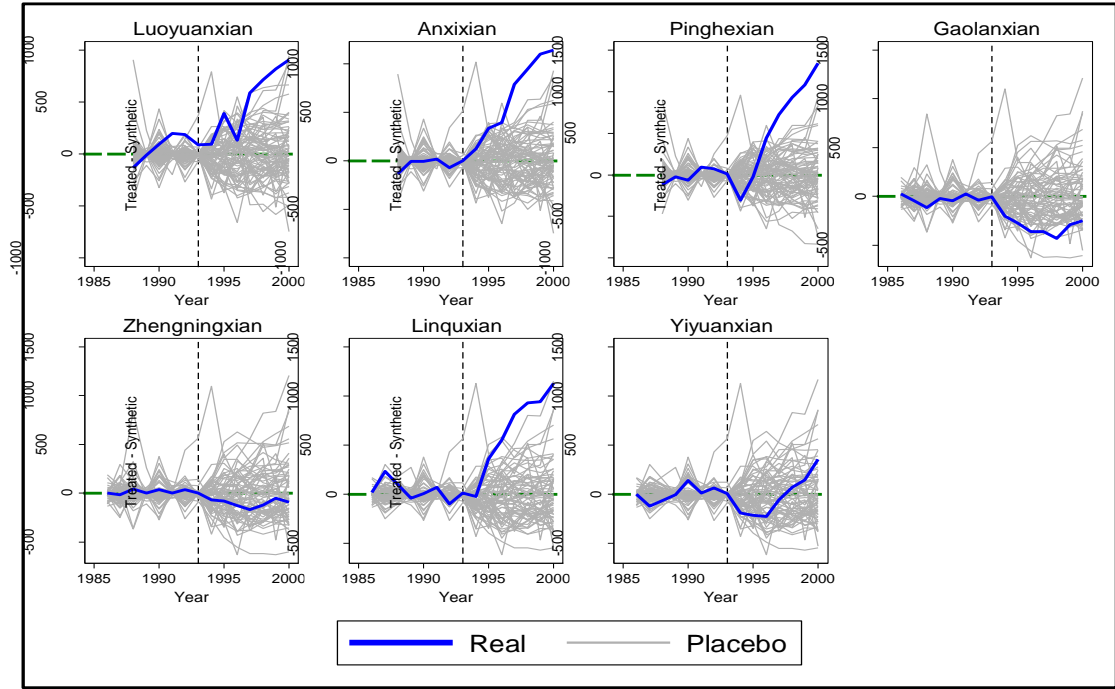 Luoyuanxian
Anxixian
Pinghexian
Gaolanxian
1000
500
0
-500
-1000
Treated - Synthetic
1985 1990 1995 2000
Year
1000
500
0
-500
-1000
Treated - Synthetic
1985 1990 1995 2000
Year
1500
1000
500
0
-500
-1000
Treated - Synthetic
1985 1990 1995 2000
Year
1500
1000
500
0
-500
1985 1990 1995 2000
Year
Zhengningxian
Linquxian
Yiyuanxian
1500
1000
500
0
-500
Treated - Synthetic
1985 1990 1995 2000
Year
1500
1000
500
0
-500
Treated - Synthetic
1985 1990 1995 2000
Year
1500
1000
500
0
-500
1985 1990 1995 2000
Year
Real
Placebo